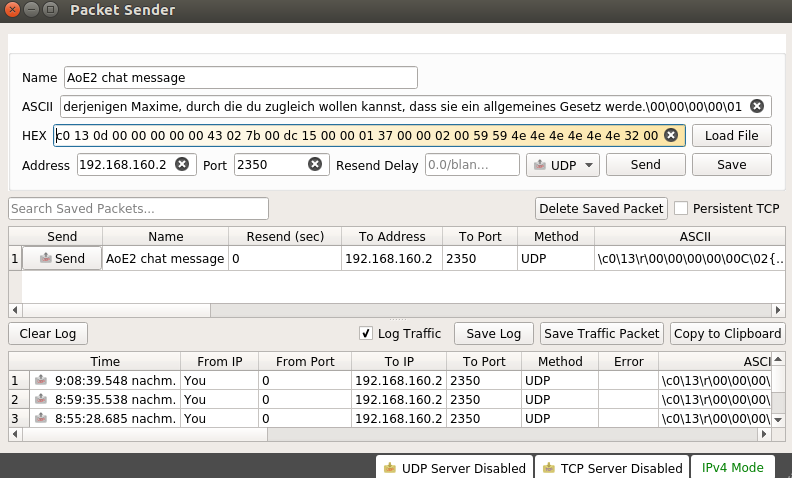 Packet Sender
Name AoE2 chat message
ASCII derjenigen Maxime, durch die du zugleich wollen kannst, dass sie ein allgemeines Gesetz werde.\00\00\00\00\01
HEX c0 13 0d 00 00 00 00 00 43 02 7b 00 dc 15 00 00 01 37 00 00 02 00 59 59 4e 4e 4e 4e 4e 4e 32 00 Load File
Address 192.168.160.2 Port 2350 Resend Delay 0.0/blan... UDP Send Save
Search Saved Packets... Delete Saved Packet Persistent TCP
Send Name Resend (sec) To Address To Port Method ASCII
1 Send AoE2 chat message 0 192.168.160.2 2350 UDP \c0\13\r\00\00\00\00\00C\02{...
Clear Log Log Traffic Save Log Save Traffic Packet Copy to Clipboard
Time From IP From Port To IP To Port Method Error ASCI
1 9:08:39.548 nachm. You 0 192.168.160.2 2350 UDP \c0\13\r\00\00\00\
2 8:59:35.538 nachm. You 0 192.168.160.2 2350 UDP \c0\13\r\00\00\00\
3 8:55:28.685 nachm. You 0 192.168.160.2 2350 UDP \c0\13\r\00\00\00\
UDP Server Disabled TCP Server Disabled IPv4 Mode